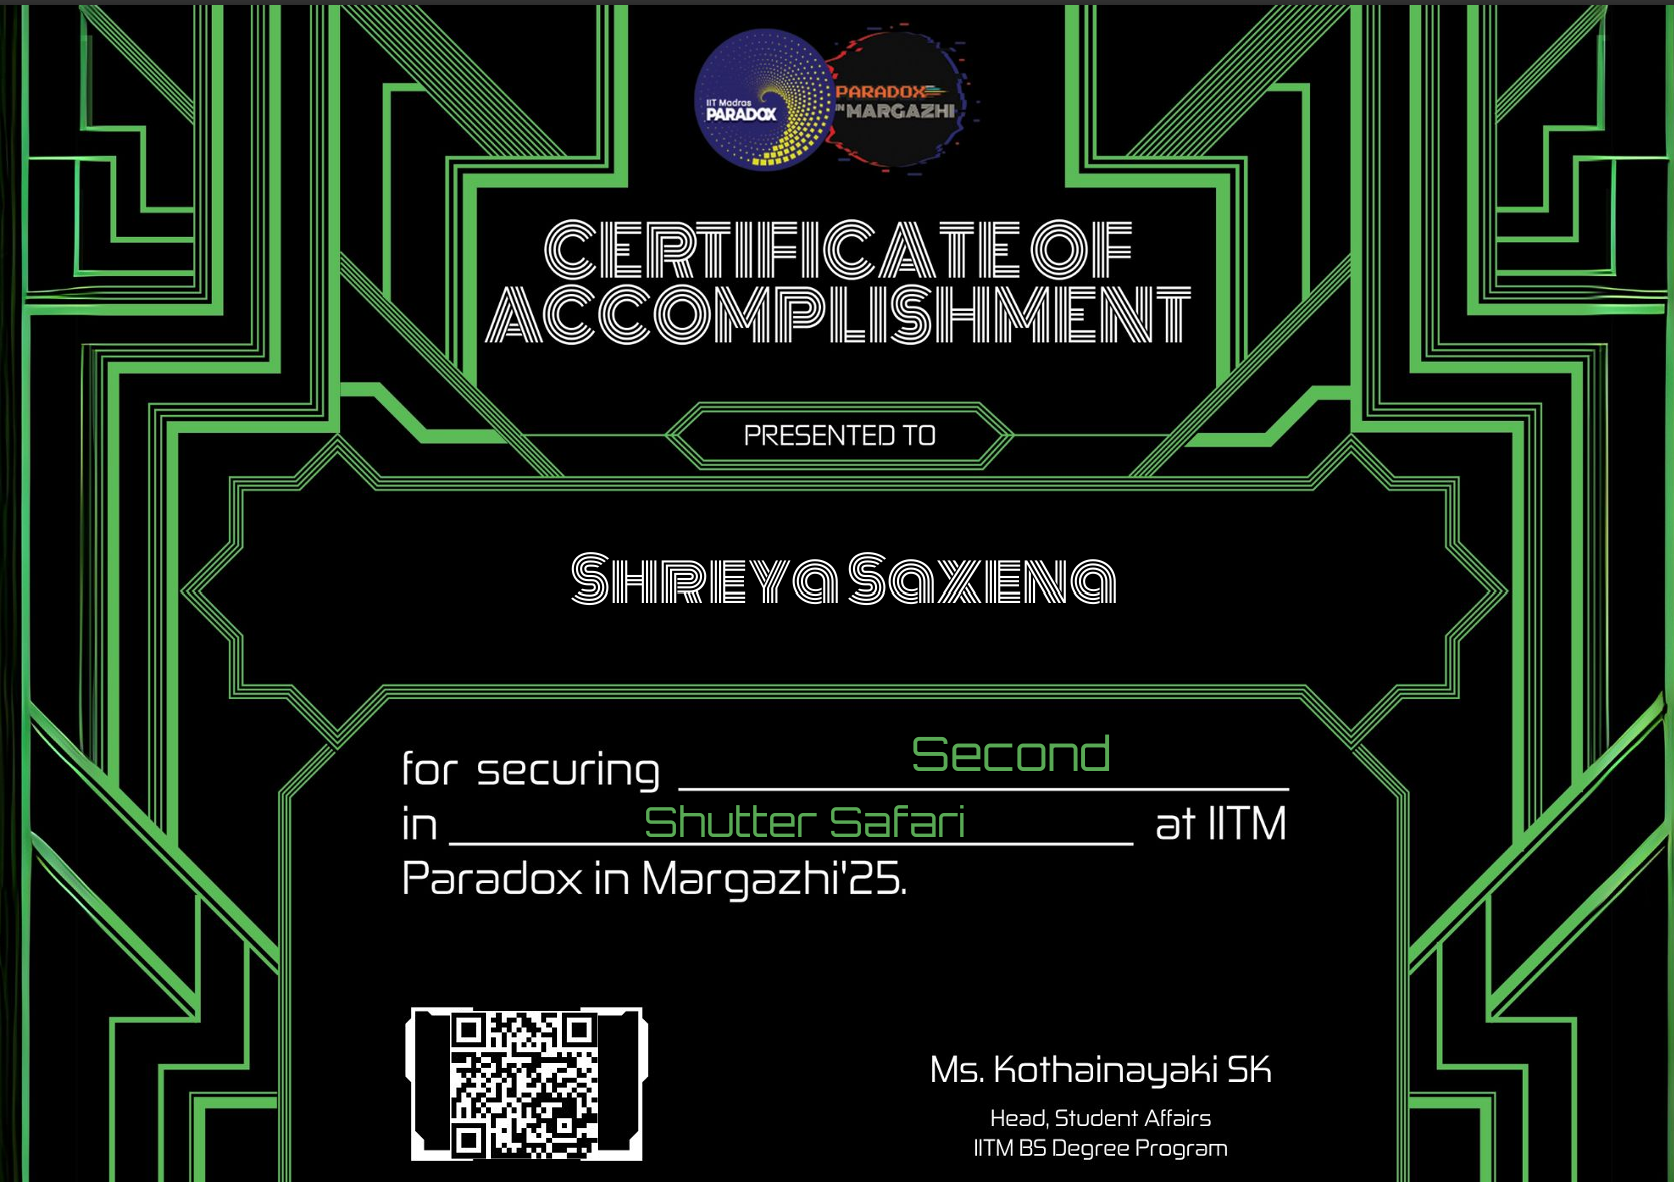 IIT Madras
PARADOX
PARADOX
IN MARGAZHI
CERTIFICATE OF
ACCOMPLISHMENT
PRESENTED TO
Shreya Saxena
for securing Second
in Shutter Safari at IITM
Paradox in Margazhi'25.
Ms. Kothainayaki SK
Head, Student Affairs
IITM BS Degree Program